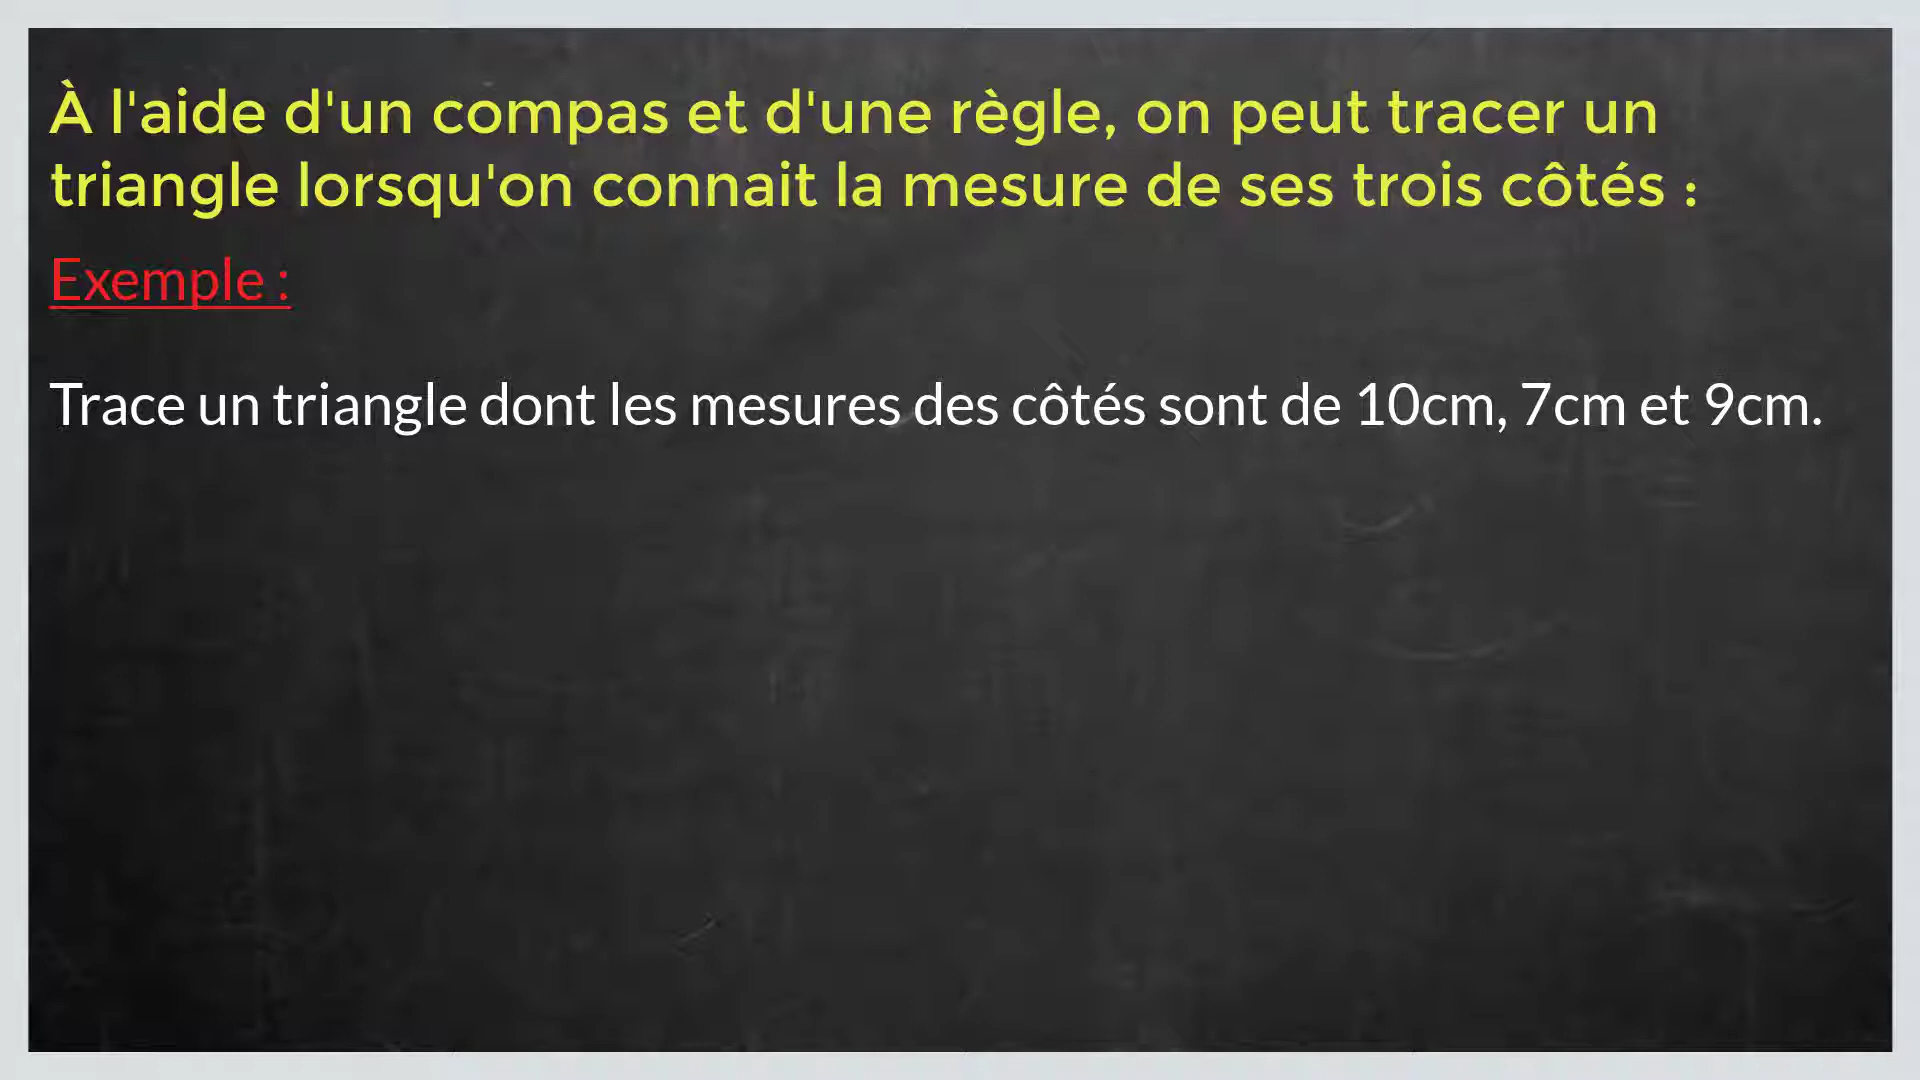 À l'aide d'un compas et d'une règle, on peut tracer un
triangle lorsqu'on connait la mesure de ses trois côtés :
Exemple :
Trace un triangle dont les mesures des côtés sont de 10cm, 7cm et 9cm.